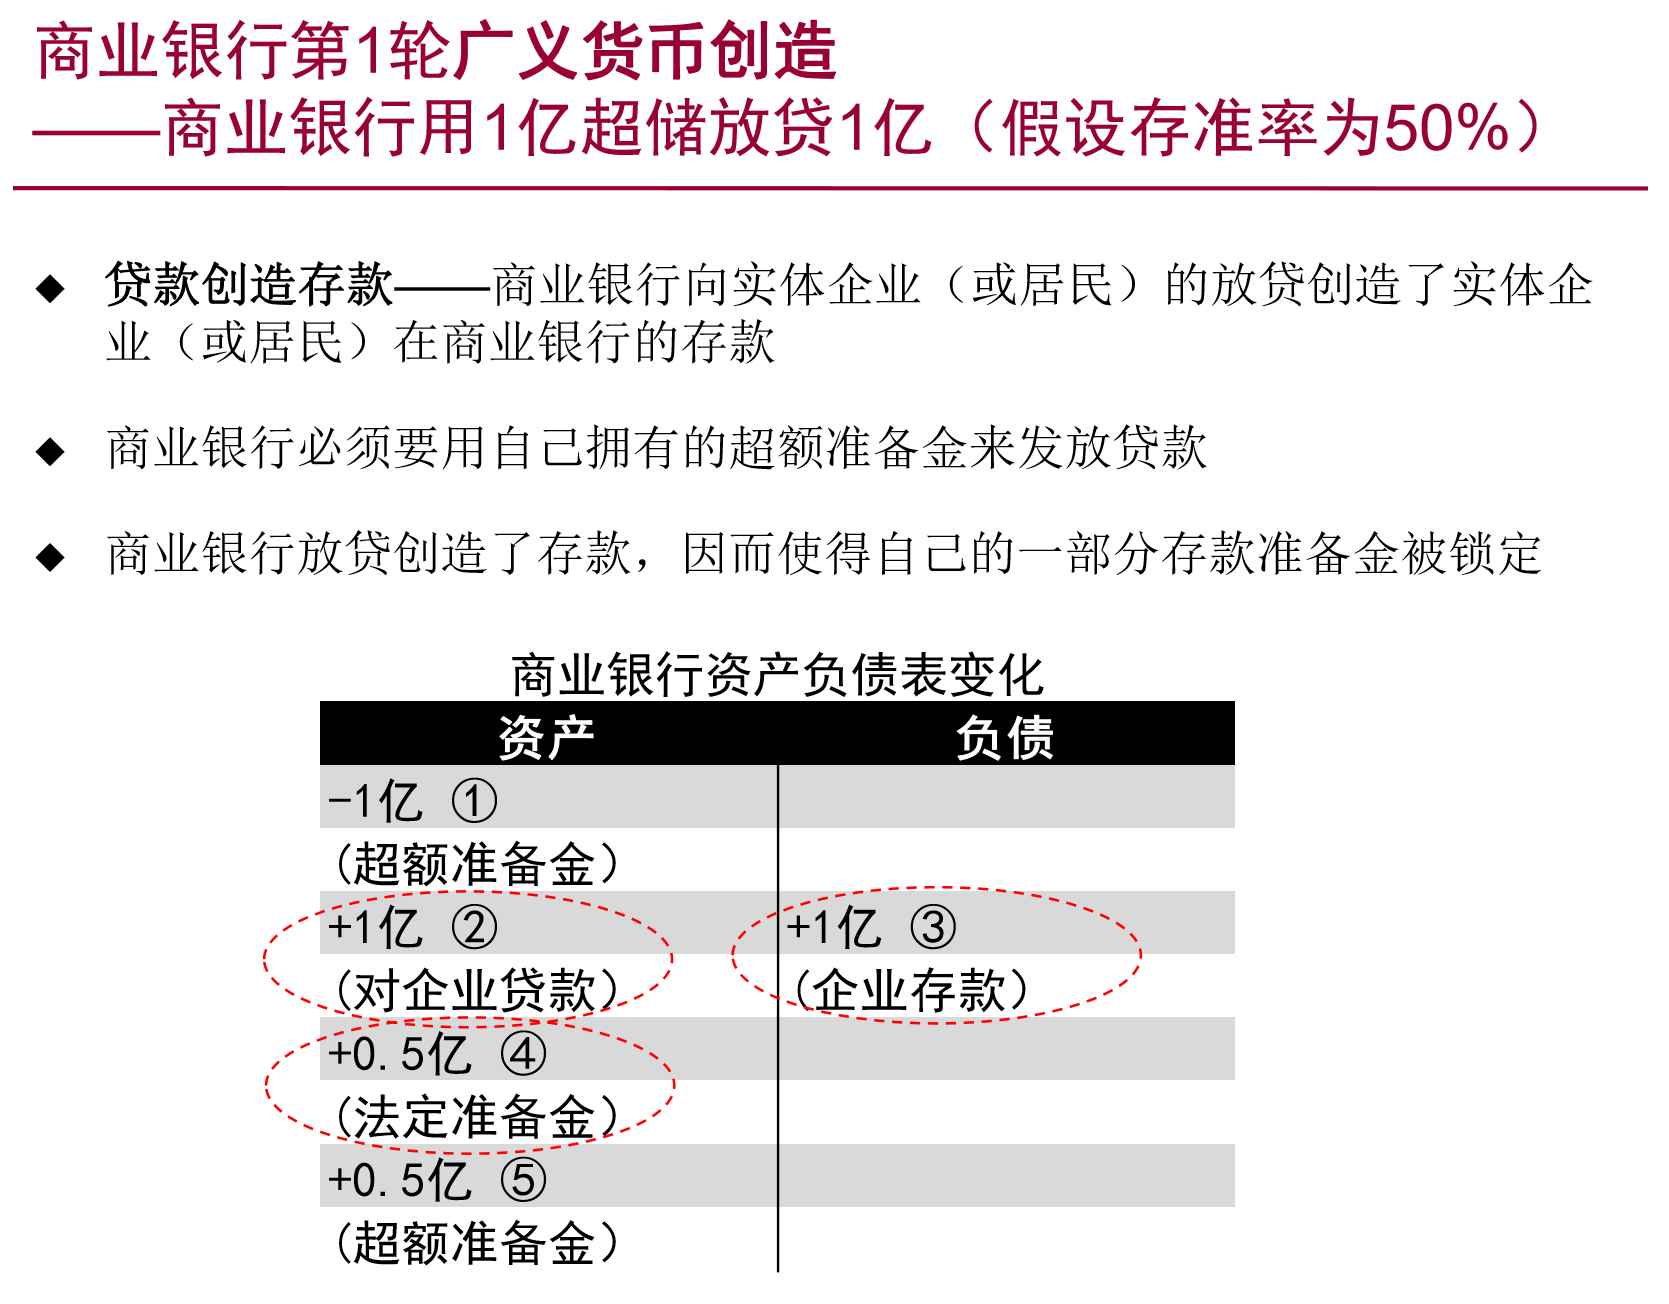 商业银行第1轮广义货币创造
——商业银行用1亿超储放贷1亿（假设存准率为50%）
◆ 贷款创造存款——商业银行向实体企业（或居民）的放贷创造了实体企
业（或居民）在商业银行的存款
◆ 商业银行必须要用自己拥有的超额准备金来发放贷款
◆ 商业银行放贷创造了存款，因而使得自己的一部分存款准备金被锁定
商业银行资产负债表变化
资产 负债
-1亿 ①
(超额准备金)
+1亿 ② +1亿 ③
(对企业贷款) (企业存款)
+0.5亿 ④
(法定准备金)
+0.5亿 ⑤
(超额准备金)